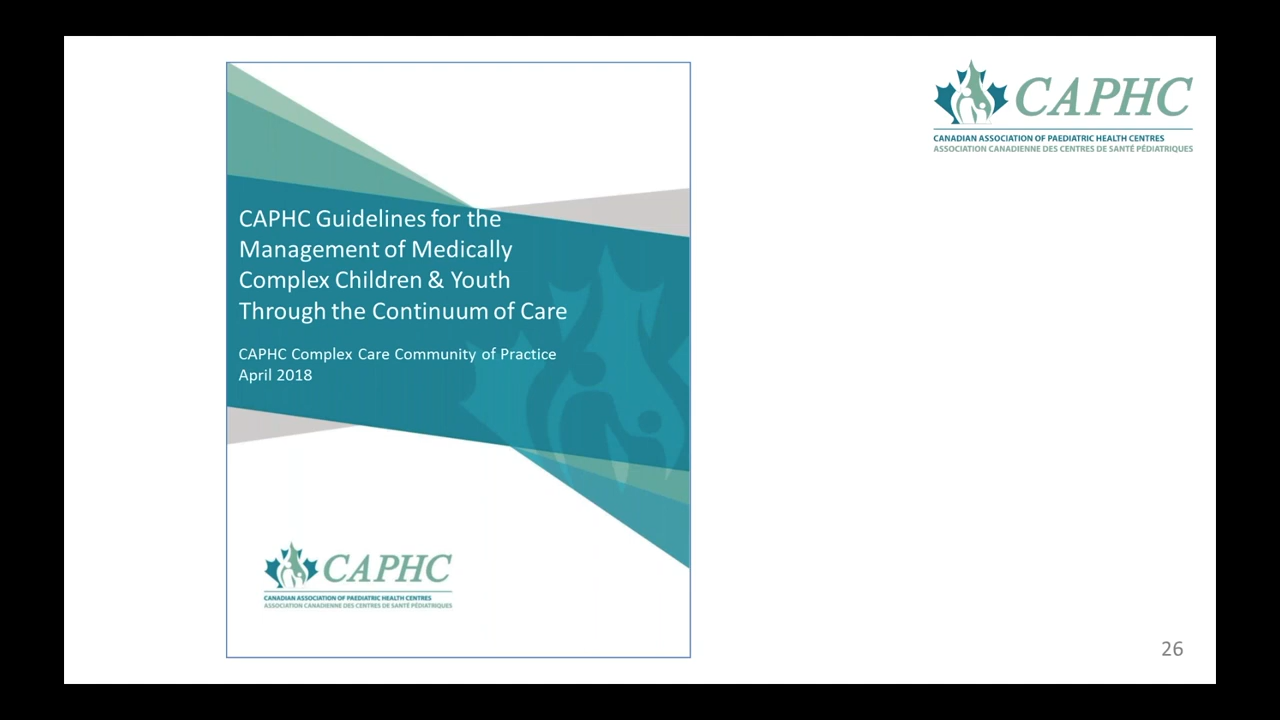 CAPHC
CANADIAN ASSOCIATION OF PAEDIATRIC HEALTH CENTRES
ASSOCIATION CANADIENNE DES CENTRES DE SANTÉ PÉDIATRIQUES
CAPHC Guidelines for the
Management of Medically
Complex Children & Youth
Through the Continuum of Care
CAPHC Complex Care Community of Practice
April 2018
CAPHC
CANADIAN ASSOCIATION OF PAEDIATRIC HEALTH CENTRES
ASSOCIATION CANADIENNE DES CENTRES DE SANTÉ PÉDIATRIQUES
26